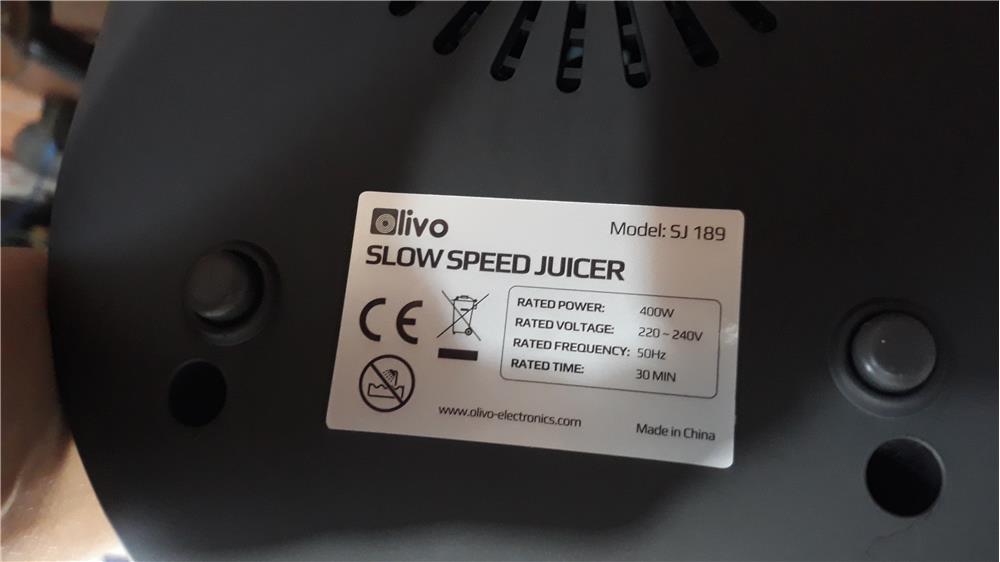 Olivo
Model: SJ 189
SLOW SPEED JUICER
CE
RATED POWER: 400W
RATED VOLTAGE: 220 ~ 240V
RATED FREQUENCY: 50Hz
RATED TIME: 30 MIN
www.olivo-electronics.com
Made in China